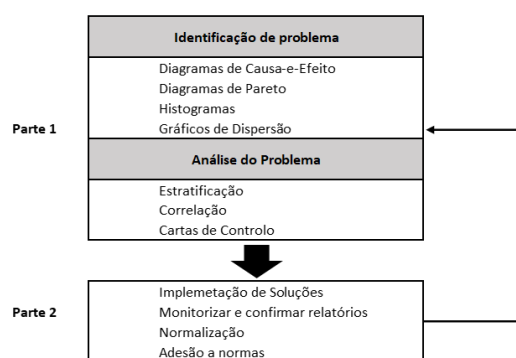 Identificação de problema
Diagramas de Causa-e-Efeito
Diagramas de Pareto
Histogramas
Gráficos de Dispersão
Parte 1
Análise do Problema
Estratificação
Correlação
Cartas de Controlo
Implemetação de Soluções
Monitorizar e confirmar relatórios
Parte 2
Normalização
Adesão a normas